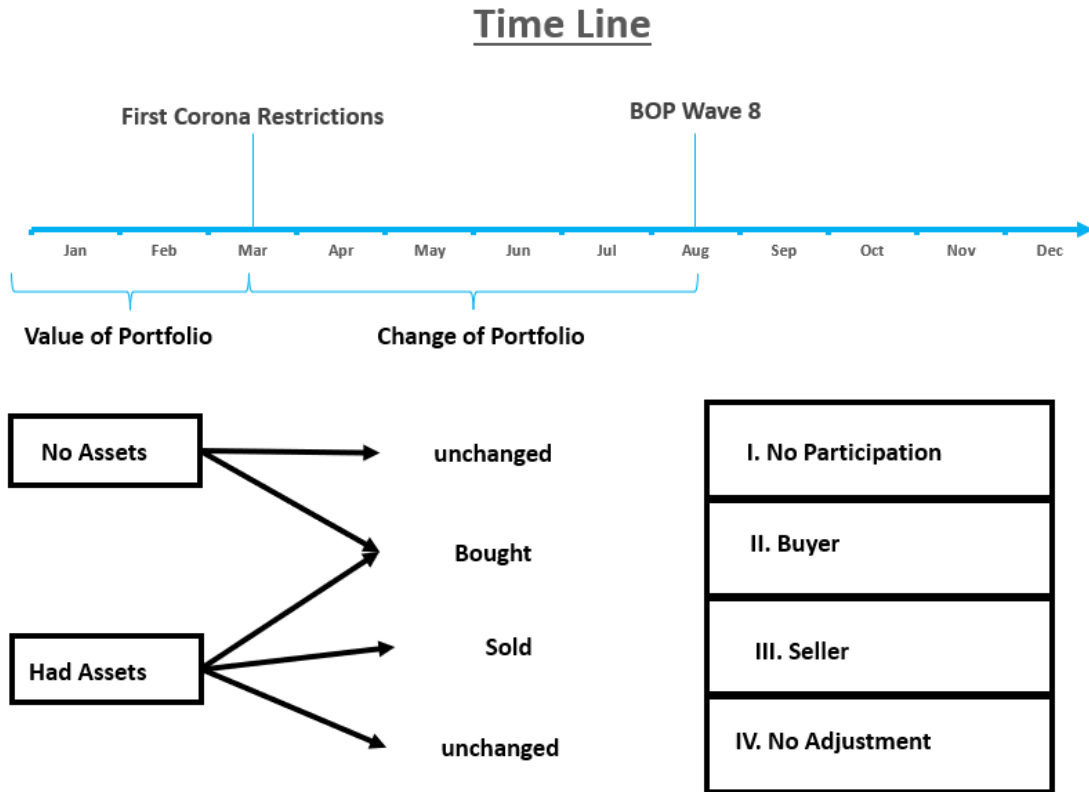 Time Line
First Corona Restrictions
BOP Wave 8
Jan Feb Mar Apr May Jun Jul Aug Sep Oct Nov Dec
Value of Portfolio
Change of Portfolio
No Assets
unchanged
I. No Participation
Bought
II. Buyer
Had Assets
Sold
III. Seller
unchanged
IV. No Adjustment